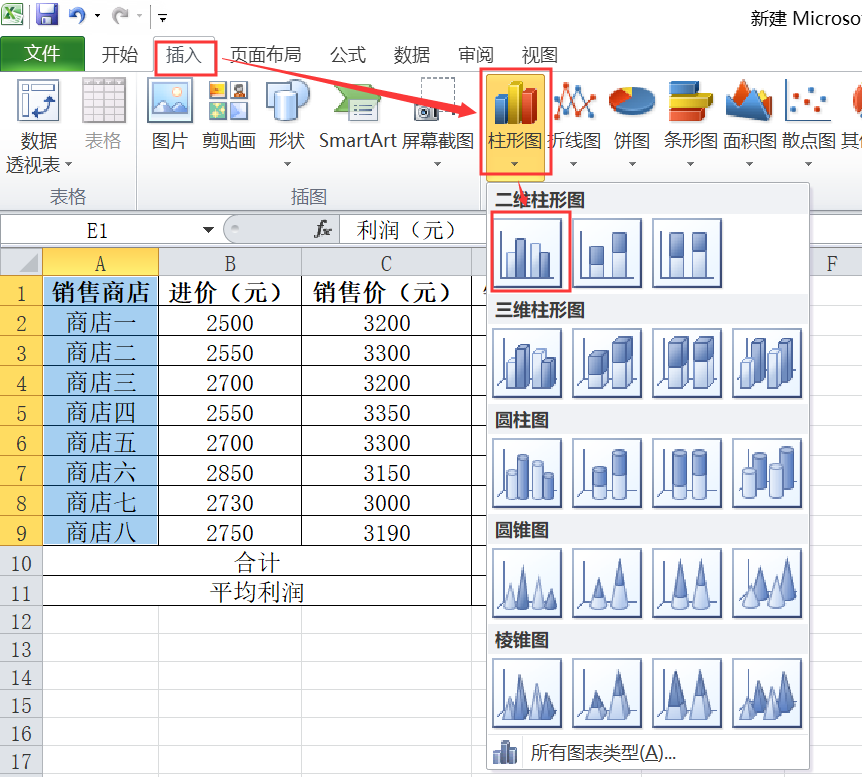 新建 Microso
文件 开始 插入 页面布局 公式 数据 审阅 视图
数据透视表 表格 图片 剪贴画 形状 SmartArt 屏幕截图 柱形图 折线图 饼图 条形图 面积图 散点图 其
表格 插图
E1 fx 利润（元）
二维柱形图
三维柱形图
圆柱图
圆锥图
棱锥图
所有图表类型(A)...
A B C F
1 销售商店 进价（元） 销售价（元）
2 商店一 2500 3200
3 商店二 2550 3300
4 商店三 2700 3200
5 商店四 2550 3350
6 商店五 2700 3300
7 商店六 2850 3150
8 商店七 2730 3000
9 商店八 2750 3190
10 合计
11 平均利润
12
13
14
15
16
17